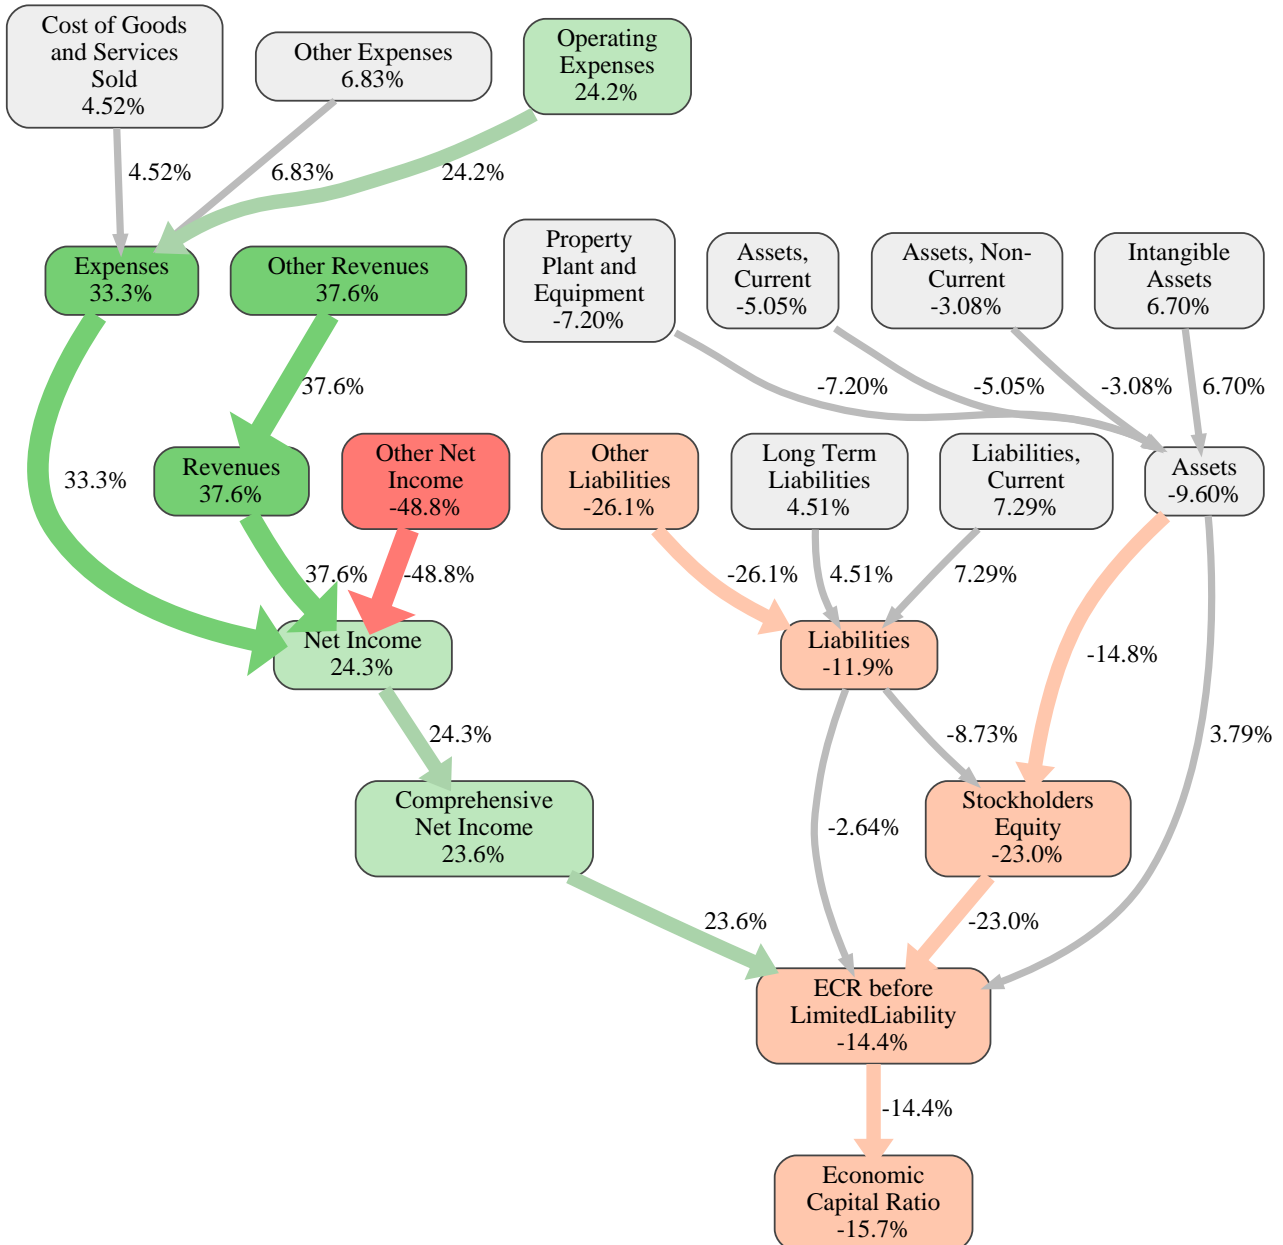 Cost of Goods
and Services
Sold
4.52%
Other Expenses
6.83%
Operating
Expenses
24.2%
4.52%
6.83%
24.2%
Expenses
33.3%
Other Revenues
37.6%
Property
Plant and
Equipment
-7.20%
Assets,
Current
-5.05%
Assets, Non-
Current
-3.08%
Intangible
Assets
6.70%
37.6%
-7.20%
-5.05%
-3.08%
6.70%
33.3%
Revenues
37.6%
Other Net
Income
-48.8%
Other
Liabilities
-26.1%
Long Term
Liabilities
4.51%
Liabilities,
Current
7.29%
Assets
-9.60%
37.6%
-48.8%
-26.1%
4.51%
7.29%
Net Income
24.3%
Liabilities
-11.9%
-14.8%
24.3%
-8.73%
3.79%
Comprehensive
Net Income
23.6%
-2.64%
Stockholders
Equity
-23.0%
23.6%
-23.0%
ECR before
LimitedLiability
-14.4%
-14.4%
Economic
Capital Ratio
-15.7%